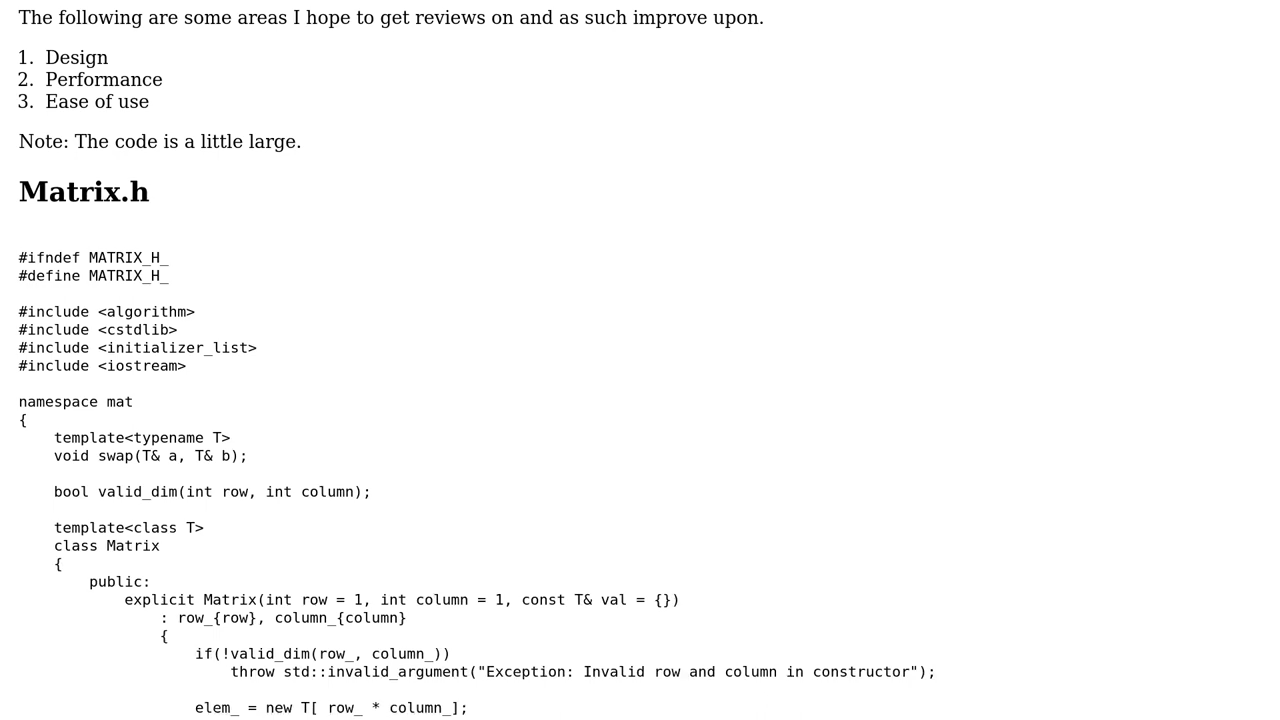 The following are some areas I hope to get reviews on and as such improve upon.
1. Design
2. Performance
3. Ease of use
Note: The code is a little large.
Matrix.h
#ifndef MATRIX_H_
#define MATRIX_H_
#include <algorithm>
#include <cstdlib>
#include <initializer_list>
#include <iostream>
namespace mat
{
    template<typename T>
    void swap(T& a, T& b);
    bool valid_dim(int row, int column);
    template<class T>
    class Matrix
    {
        public:
            explicit Matrix(int row = 1, int column = 1, const T& val = {})
                : row_{row}, column_{column}
                {
                    if(!valid_dim(row_, column_))
                        throw std::invalid_argument("Exception: Invalid row and column in constructor");
                    elem_ = new T[ row_ * column_];